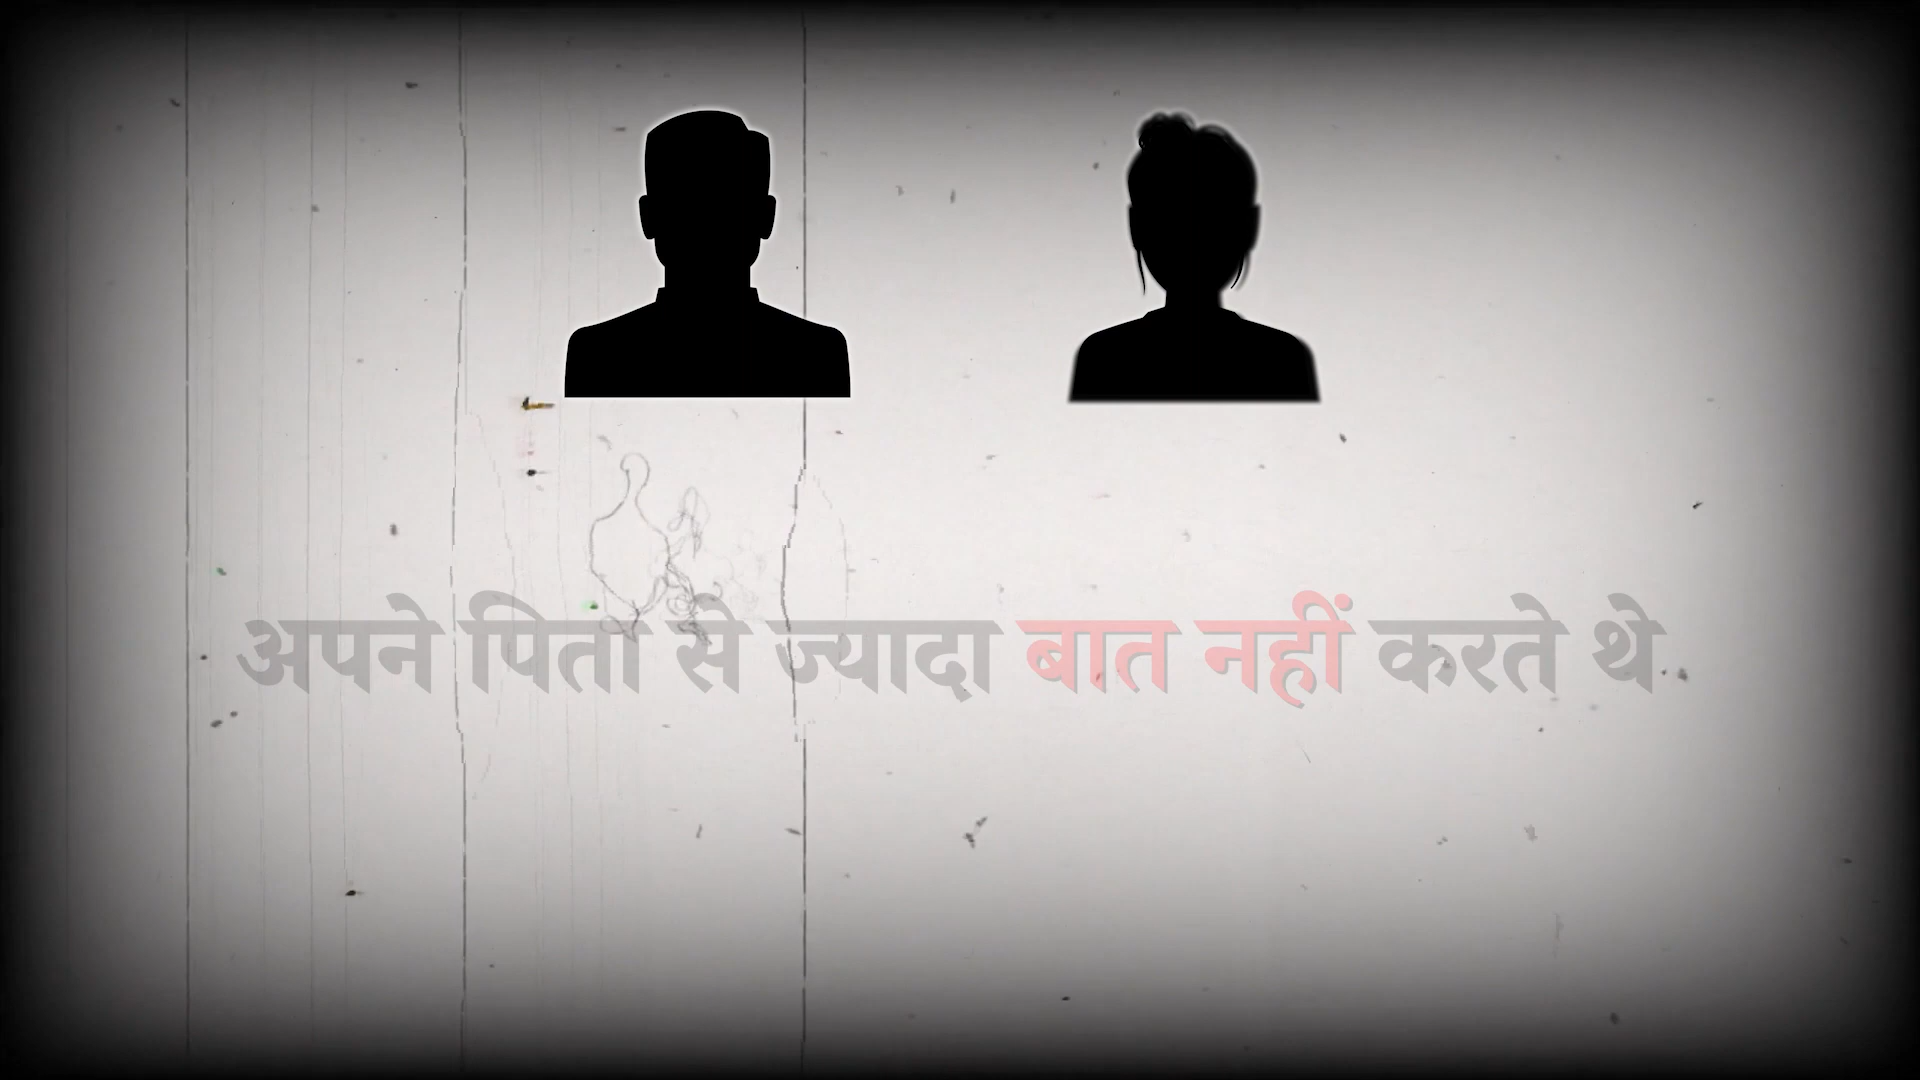 अपने पिता से ज्यादा बात नहीं करते थे